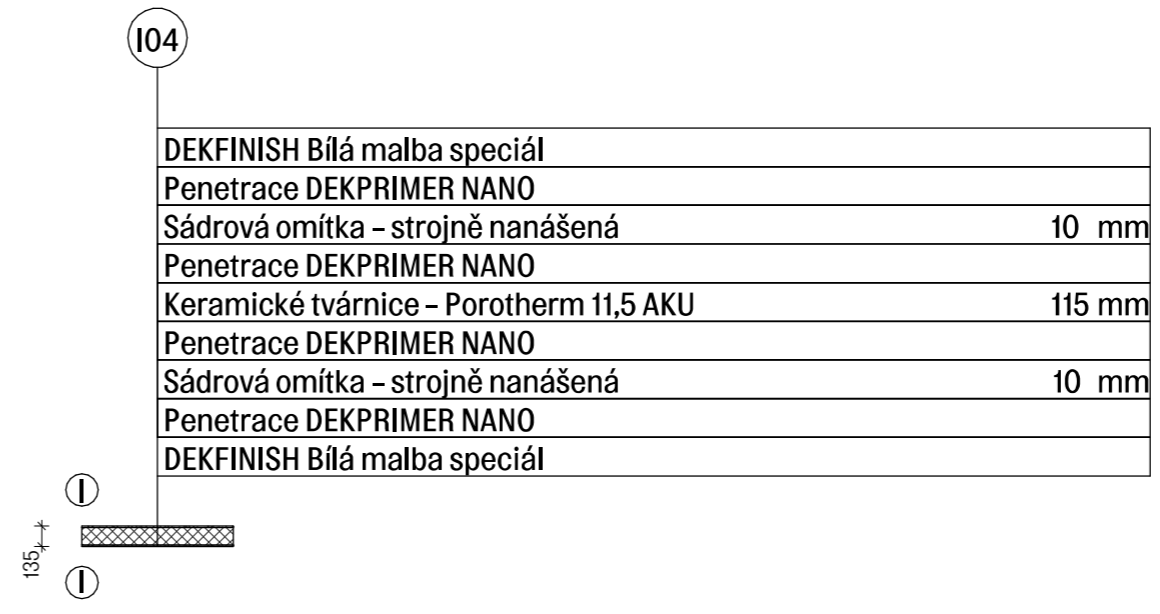 I04
DEKFINISH Bílá malba speciál
Penetrace DEKPRIMER NANO
Sádrová omítka – strojně nanášená 10 mm
Penetrace DEKPRIMER NANO
Keramické tvárnice – Porotherm 11,5 AKU 115 mm
Penetrace DEKPRIMER NANO
Sádrová omítka – strojně nanášená 10 mm
Penetrace DEKPRIMER NANO
DEKFINISH Bílá malba speciál
I
135
I